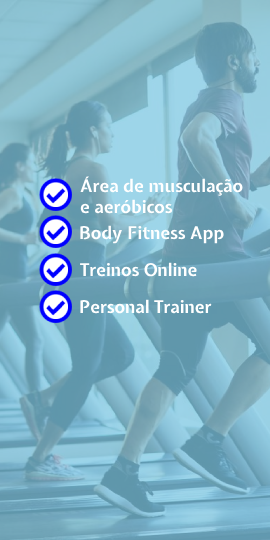 Área de musculação
e aeróbicos
Body Fitness App
Treinos Online
Personal Trainer